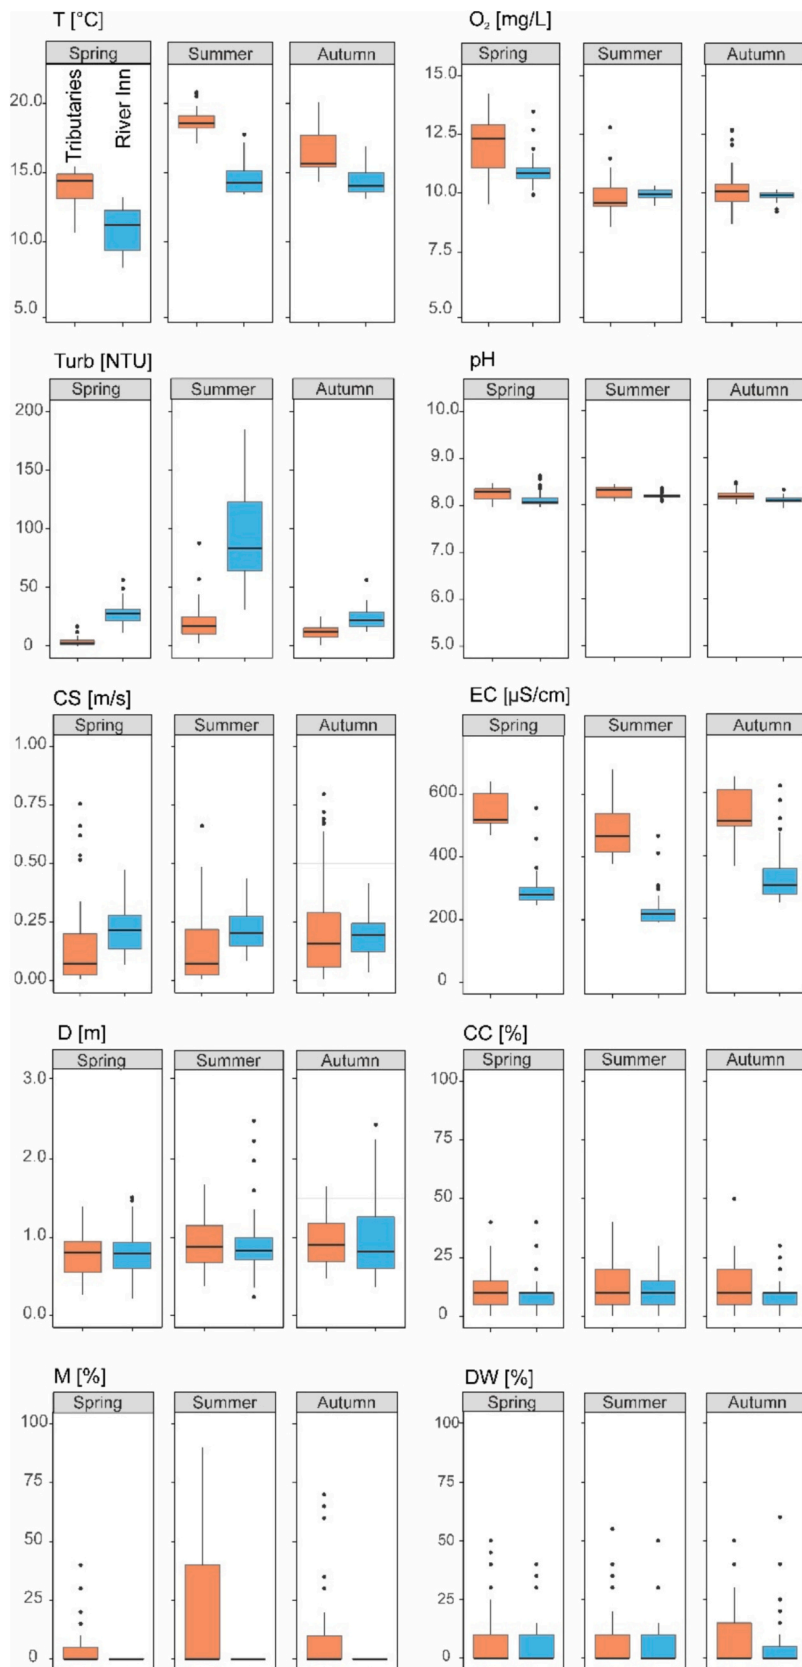 T [°C]
O₂ [mg/L]
Spring Summer Autumn
Spring Summer Autumn
Tributaries
River Inn
20.0
15.0
10.0
5.0
15.0
12.5
10.0
7.5
5.0
Turb [NTU]
pH
Spring Summer Autumn
Spring Summer Autumn
200
150
100
50
0
10.0
9.0
8.0
7.0
6.0
5.0
CS [m/s]
EC [µS/cm]
Spring Summer Autumn
Spring Summer Autumn
1.00
0.75
0.50
0.25
0.00
600
400
200
0
D [m]
CC [%]
Spring Summer Autumn
Spring Summer Autumn
3.0
2.0
1.0
0.0
100
75
50
25
0
M [%]
DW [%]
Spring Summer Autumn
Spring Summer Autumn
100
75
50
25
0
100
75
50
25
0